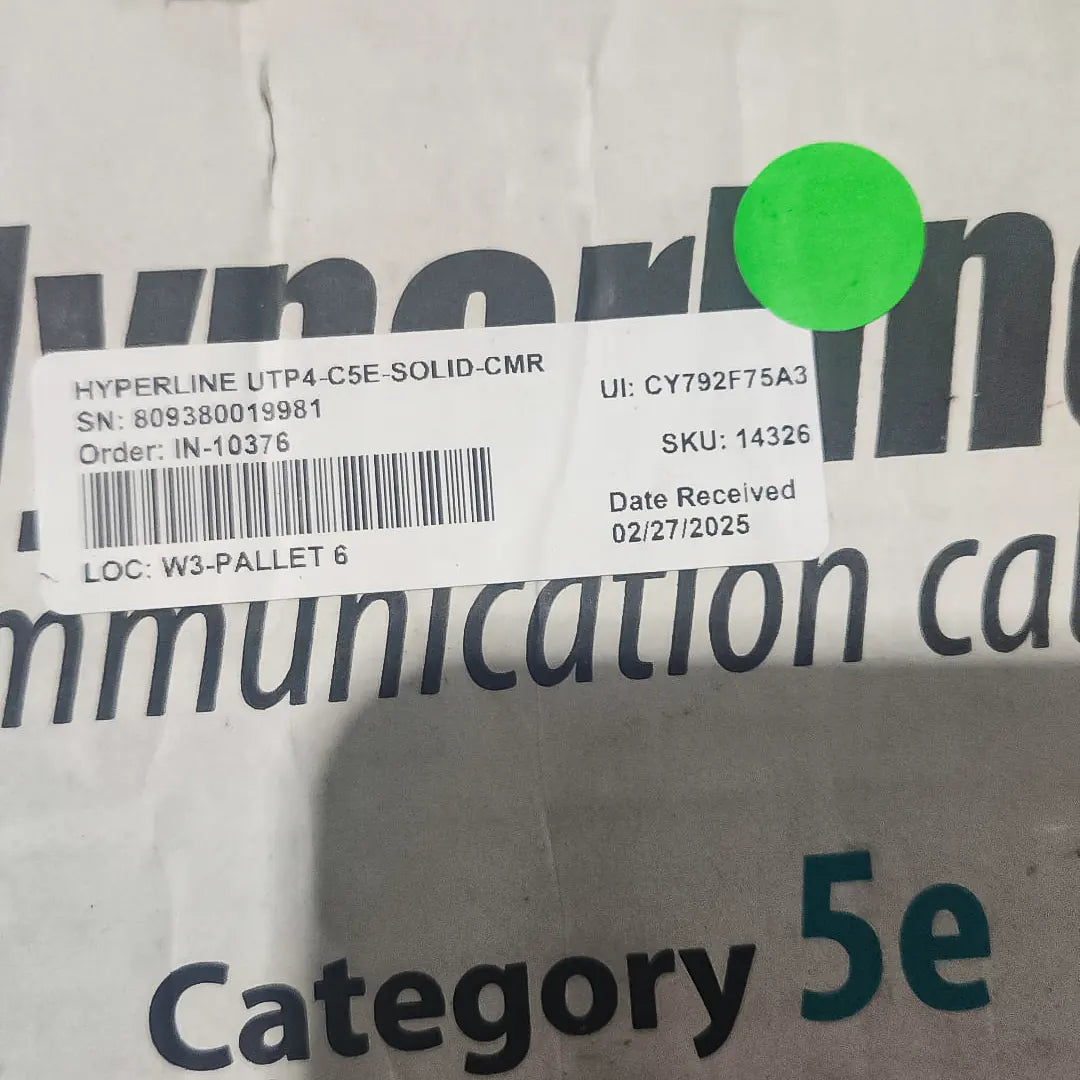 Hyperline
HYPERLINE UTP4-C5E-SOLID-CMR
SN: 809380019981
Order: IN-10376
LOC: W3-PALLET 6
UI: CY792F75A3
SKU: 14326
Date Received
02/27/2025
mmunication ca
Category 5e